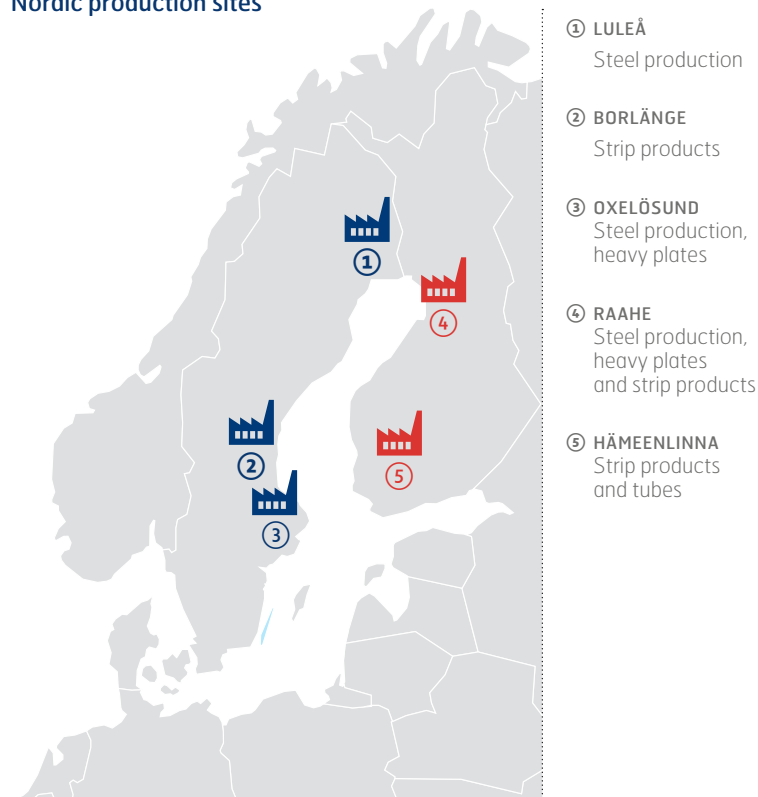 Nordic production sites
① LULEÅ
Steel production
② BORLÄNGE
Strip products
③ OXELÖSUND
Steel production,
heavy plates
④ RAAHE
Steel production,
heavy plates
and strip products
⑤ HÄMEENLINNA
Strip products
and tubes
①
④
②
⑤
③